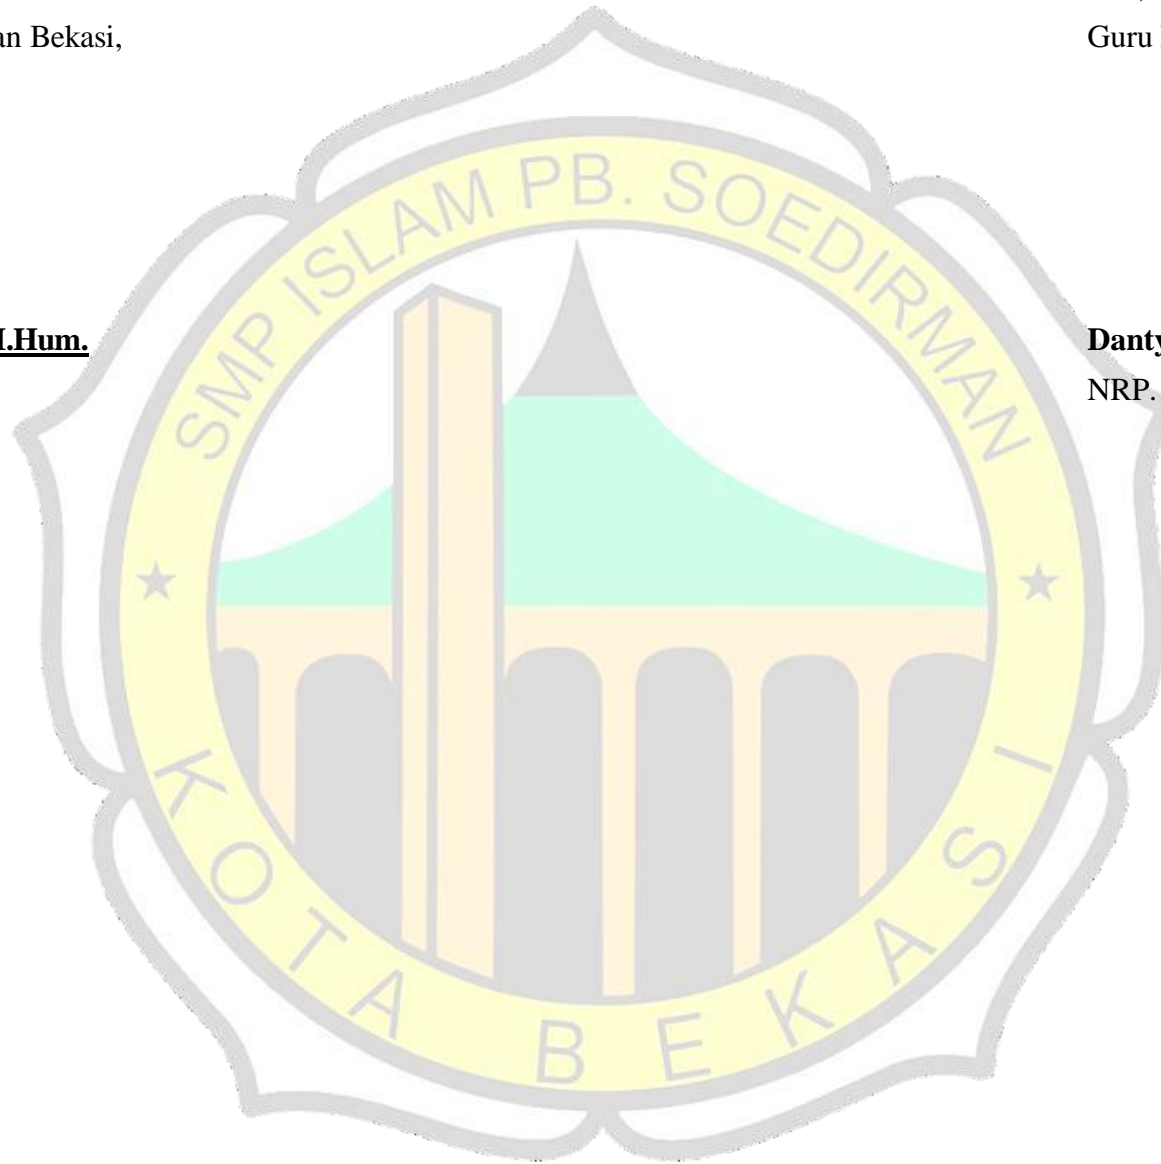 an Bekasi,
Guru
SMP ISLAM PB. SOEDIRMAN
I.Hum.
Danty
NRP.
KOTA BEKASI